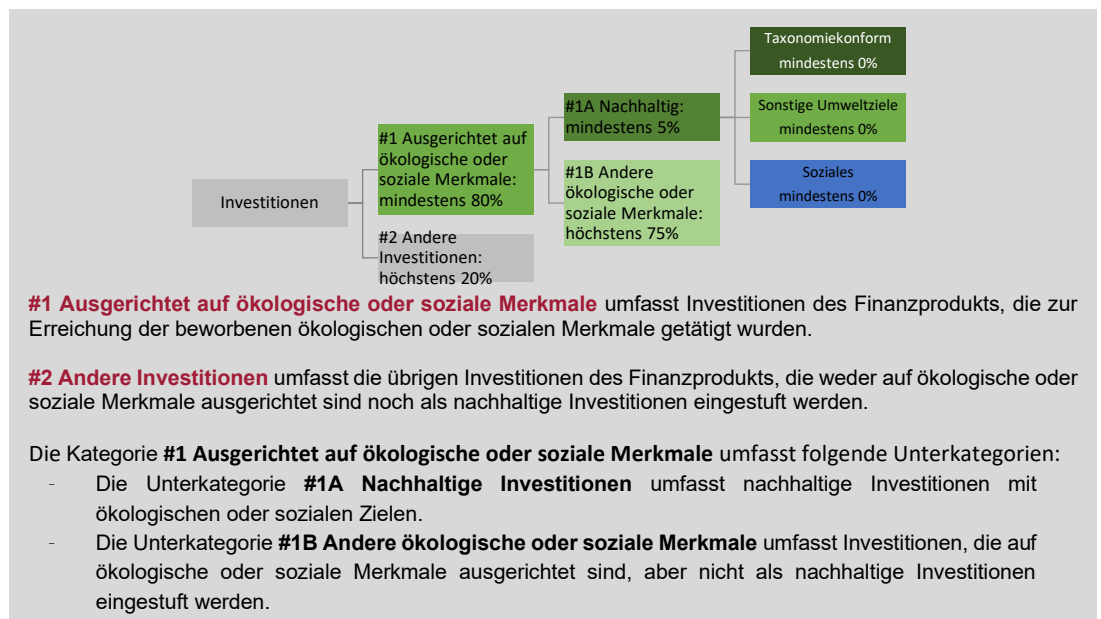 Taxonomiekonform
mindestens 0%
#1A Nachhaltig:
mindestens 5%
Sonstige Umweltziele
mindestens 0%
#1 Ausgerichtet auf
ökologische oder
soziale Merkmale:
mindestens 80%
#1B Andere
ökologische oder
soziale Merkmale:
höchstens 75%
Soziales
mindestens 0%
Investitionen
#2 Andere
Investitionen:
höchstens 20%
#1 Ausgerichtet auf ökologische oder soziale Merkmale umfasst Investitionen des Finanzprodukts, die zur
Erreichung der beworbenen ökologischen oder sozialen Merkmale getätigt wurden.
#2 Andere Investitionen umfasst die übrigen Investitionen des Finanzprodukts, die weder auf ökologische oder
soziale Merkmale ausgerichtet sind noch als nachhaltige Investitionen eingestuft werden.
Die Kategorie #1 Ausgerichtet auf ökologische oder soziale Merkmale umfasst folgende Unterkategorien:
- Die Unterkategorie #1A Nachhaltige Investitionen umfasst nachhaltige Investitionen mit
ökologischen oder sozialen Zielen.
- Die Unterkategorie #1B Andere ökologische oder soziale Merkmale umfasst Investitionen, die auf
ökologische oder soziale Merkmale ausgerichtet sind, aber nicht als nachhaltige Investitionen
eingestuft werden.